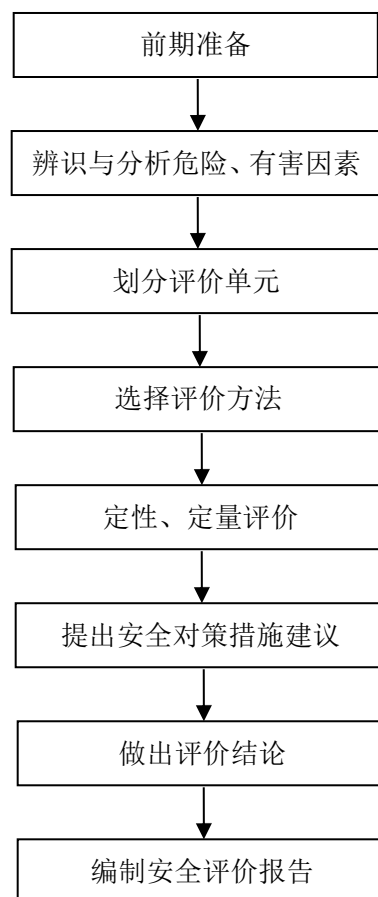 前期准备
辨识与分析危险、有害因素
划分评价单元
选择评价方法
定性、定量评价
提出安全对策措施建议
做出评价结论
编制安全评价报告